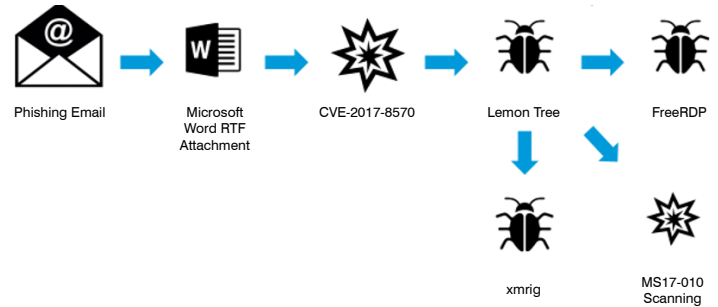 @
W
Phishing Email
Microsoft
Word RTF
Attachment
CVE-2017-8570
Lemon Tree
FreeRDP
xmrig
MS17-010
Scanning